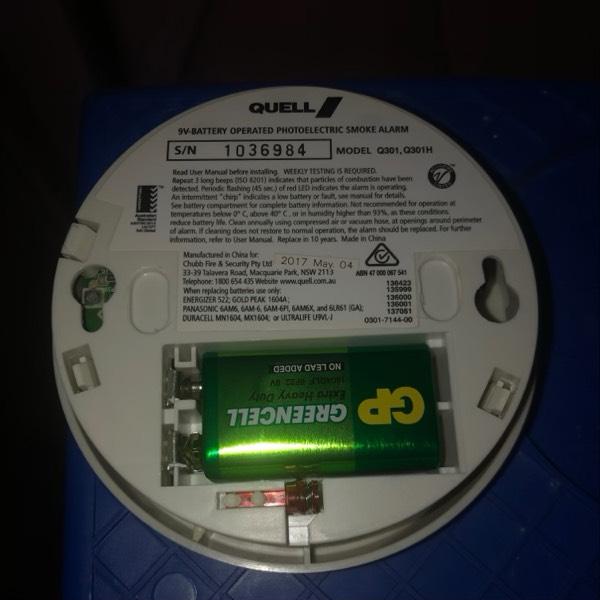 QUELL
9V-BATTERY OPERATED PHOTOELECTRIC SMOKE ALARM
S/N 1036984 MODEL Q301,Q301H
Read User Manual before installing. WEEKLY TESTING IS REQUIRED.
Repeat 3 long beeps (ISO 8201) indicates that particles of combustion have been
detected. Periodic flashing (45 sec.) of red LED indicates the alarm is operating.
An intermittent "chirp" indicates a low battery or fault, see manual for details.
See battery compartment for complete battery information. Not recommended for operation at
temperatures below 0° C, above 40° C , or in humidity higher than 93%, as these conditions,
reduce battery life. Clean annually using compressed air or vacuum hose, at openings around perimeter
of alarm. If cleaning does not restore to normal operation, the alarm should be replaced. For further
information, refer to User Manual. Replace in 10 years. Made in China
Manufactured in China for:
Chubb Fire & Security Pty Ltd 2017 May. 04
33-39 Talavera Road, Macquarie Park, NSW 2113
Telephone: 1800 654 435 Website www.quell.com.au
ABN 47 000 067 541
When replacing batteries use only:
ENERGIZER 522; GOLD PEAK 1604A;
PANASONIC 6AM6, 6AM-6, 6AM-6PI, 6AM6X, and 6LR61 (GA);
DURACELL MN1604, MX1604; or ULTRALIFE U9VL-J
136423
135999
136000
136001
137051
0301-7144-00
GP
GREENCELL
Extra Heavy Duty
1604GLF 6F22 9V
NO LEAD ADDED